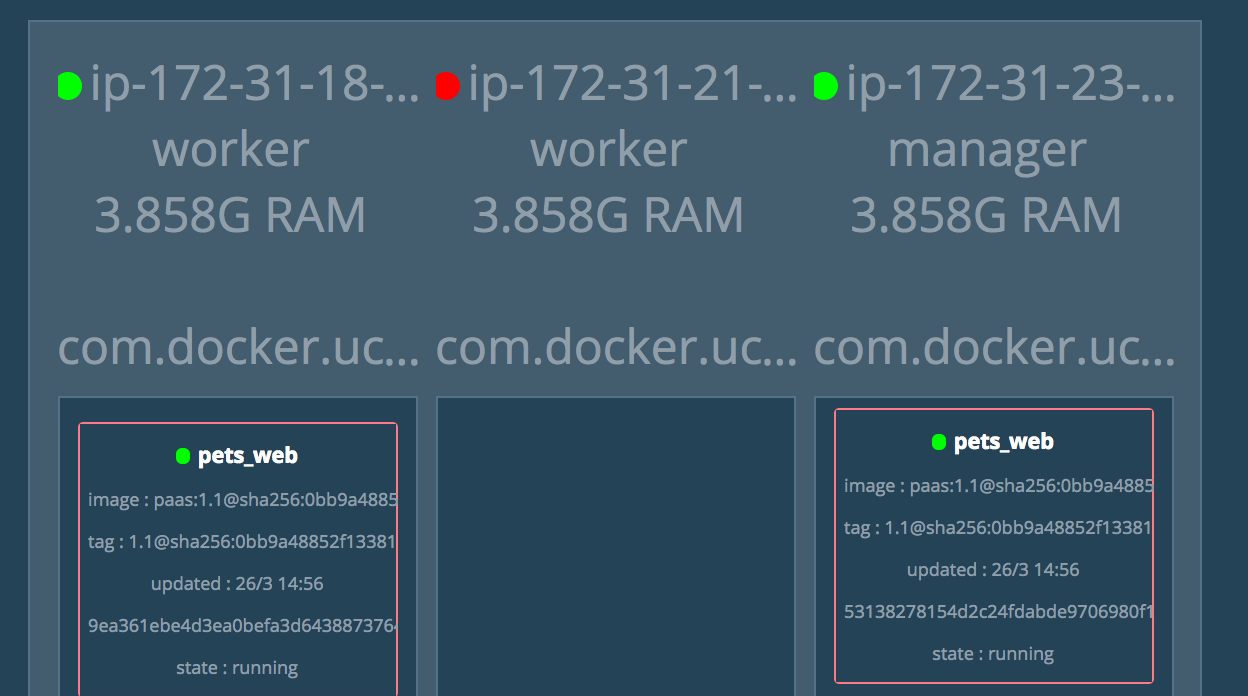 ip-172-31-18-...
worker
3.858G RAM
com.docker.uc...
pets_web
image : paas:1.1@sha256:0bb9a4885
tag : 1.1@sha256:0bb9a48852f13381
updated : 26/3 14:56
9ea361ebe4d3ea0befa3d6438873764
state : running
ip-172-31-21-...
worker
3.858G RAM
com.docker.uc...
ip-172-31-23-...
manager
3.858G RAM
com.docker.uc...
pets_web
image : paas:1.1@sha256:0bb9a4885
tag : 1.1@sha256:0bb9a48852f13381
updated : 26/3 14:56
53138278154d2c24fdabde9706980f1
state : running